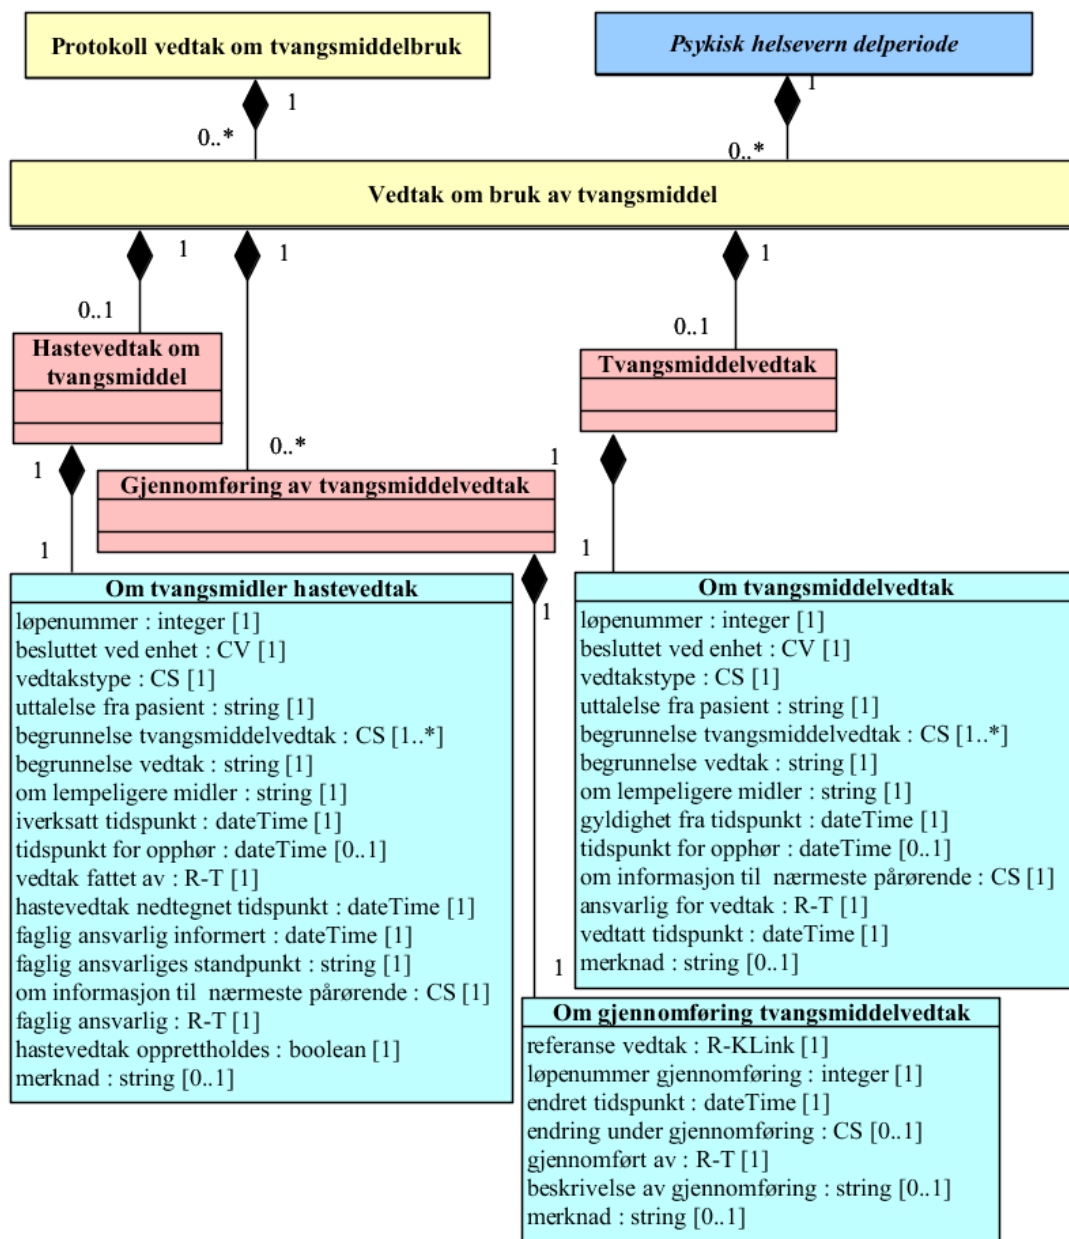 Protokoll vedtak om tvangsmiddelbruk
Psykisk helsevern delperiode
1
1
0..*
0..*
Vedtak om bruk av tvangsmiddel
1
1
1
0..1
0..1
Hastevedtak om
tvangsmiddel
Tvangsmiddelvedtak
0..*
1
1
Gjennomføring av tvangsmiddelvedtak
1
1
1
Om tvangsmidler hastevedtak
løpenummer : integer [1]
besluttet ved enhet : CV [1]
vedtakstype : CS [1]
uttalelse fra pasient : string [1]
begrunnelse tvangsmiddelvedtak : CS [1..*]
begrunnelse vedtak : string [1]
om lempeligere midler : string [1]
iverksatt tidspunkt : dateTime [1]
tidspunkt for opphør : dateTime [0..1]
vedtak fattet av : R-T [1]
hastevedtak nedtegnet tidspunkt : dateTime [1]
faglig ansvarlig informert : dateTime [1]
faglig ansvarliges standpunkt : string [1]
om informasjon til  nærmeste pårørende : CS [1]
faglig ansvarlig : R-T [1]
hastevedtak opprettholdes : boolean [1]
merknad : string [0..1]
Om tvangsmiddelvedtak
løpenummer : integer [1]
besluttet ved enhet : CV [1]
vedtakstype : CS [1]
uttalelse fra pasient : string [1]
begrunnelse tvangsmiddelvedtak : CS [1..*]
begrunnelse vedtak : string [1]
om lempeligere midler : string [1]
gyldighet fra tidspunkt : dateTime [1]
tidspunkt for opphør : dateTime [0..1]
om informasjon til  nærmeste pårørende : CS [1]
ansvarlig for vedtak : R-T [1]
vedtatt tidspunkt : dateTime [1]
merknad : string [0..1]
1
Om gjennomføring tvangsmiddelvedtak
referanse vedtak : R-KLink [1]
løpenummer gjennomføring : integer [1]
endret tidspunkt : dateTime [1]
endring under gjennomføring : CS [0..1]
gjennomført av : R-T [1]
beskrivelse av gjennomføring : string [0..1]
merknad : string [0..1]